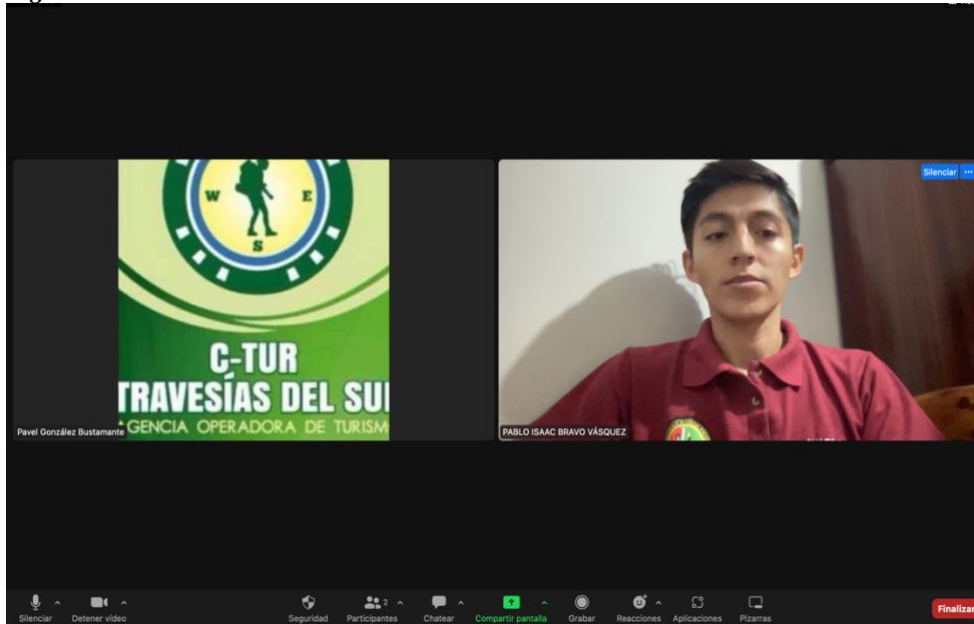 Silenciar
W E
S
C-TUR
TRAVESÍAS DEL SU
GENCIA OPERADORA DE TURISM
Pavel González Bustamante
PABLO ISAAC BRAVO VÁSQUEZ
Silenciar
Detener video
Seguridad
Participantes
2
Chatear
Compartir pantalla
Grabar
Reacciones
Aplicaciones
Pizarras
Finalizar